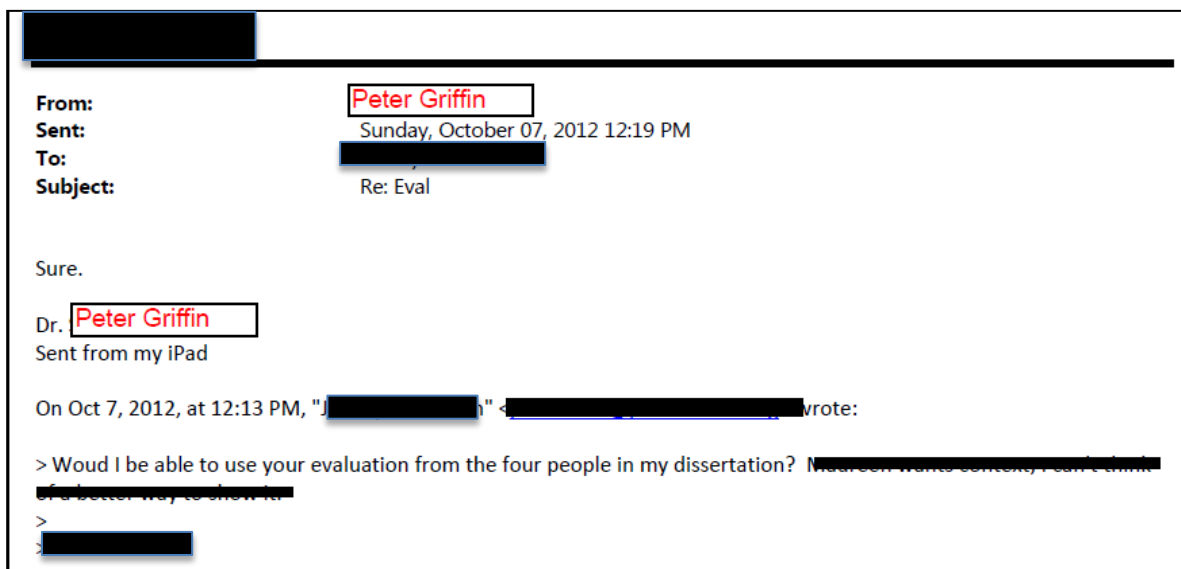 From: Peter Griffin
Sent: Sunday, October 07, 2012 12:19 PM
To:
Subject: Re: Eval
Sure.
Dr. Peter Griffin
Sent from my iPad
On Oct 7, 2012, at 12:13 PM, "J n" < wrote:
> Woud I be able to use your evaluation from the four people in my dissertation?
>
>